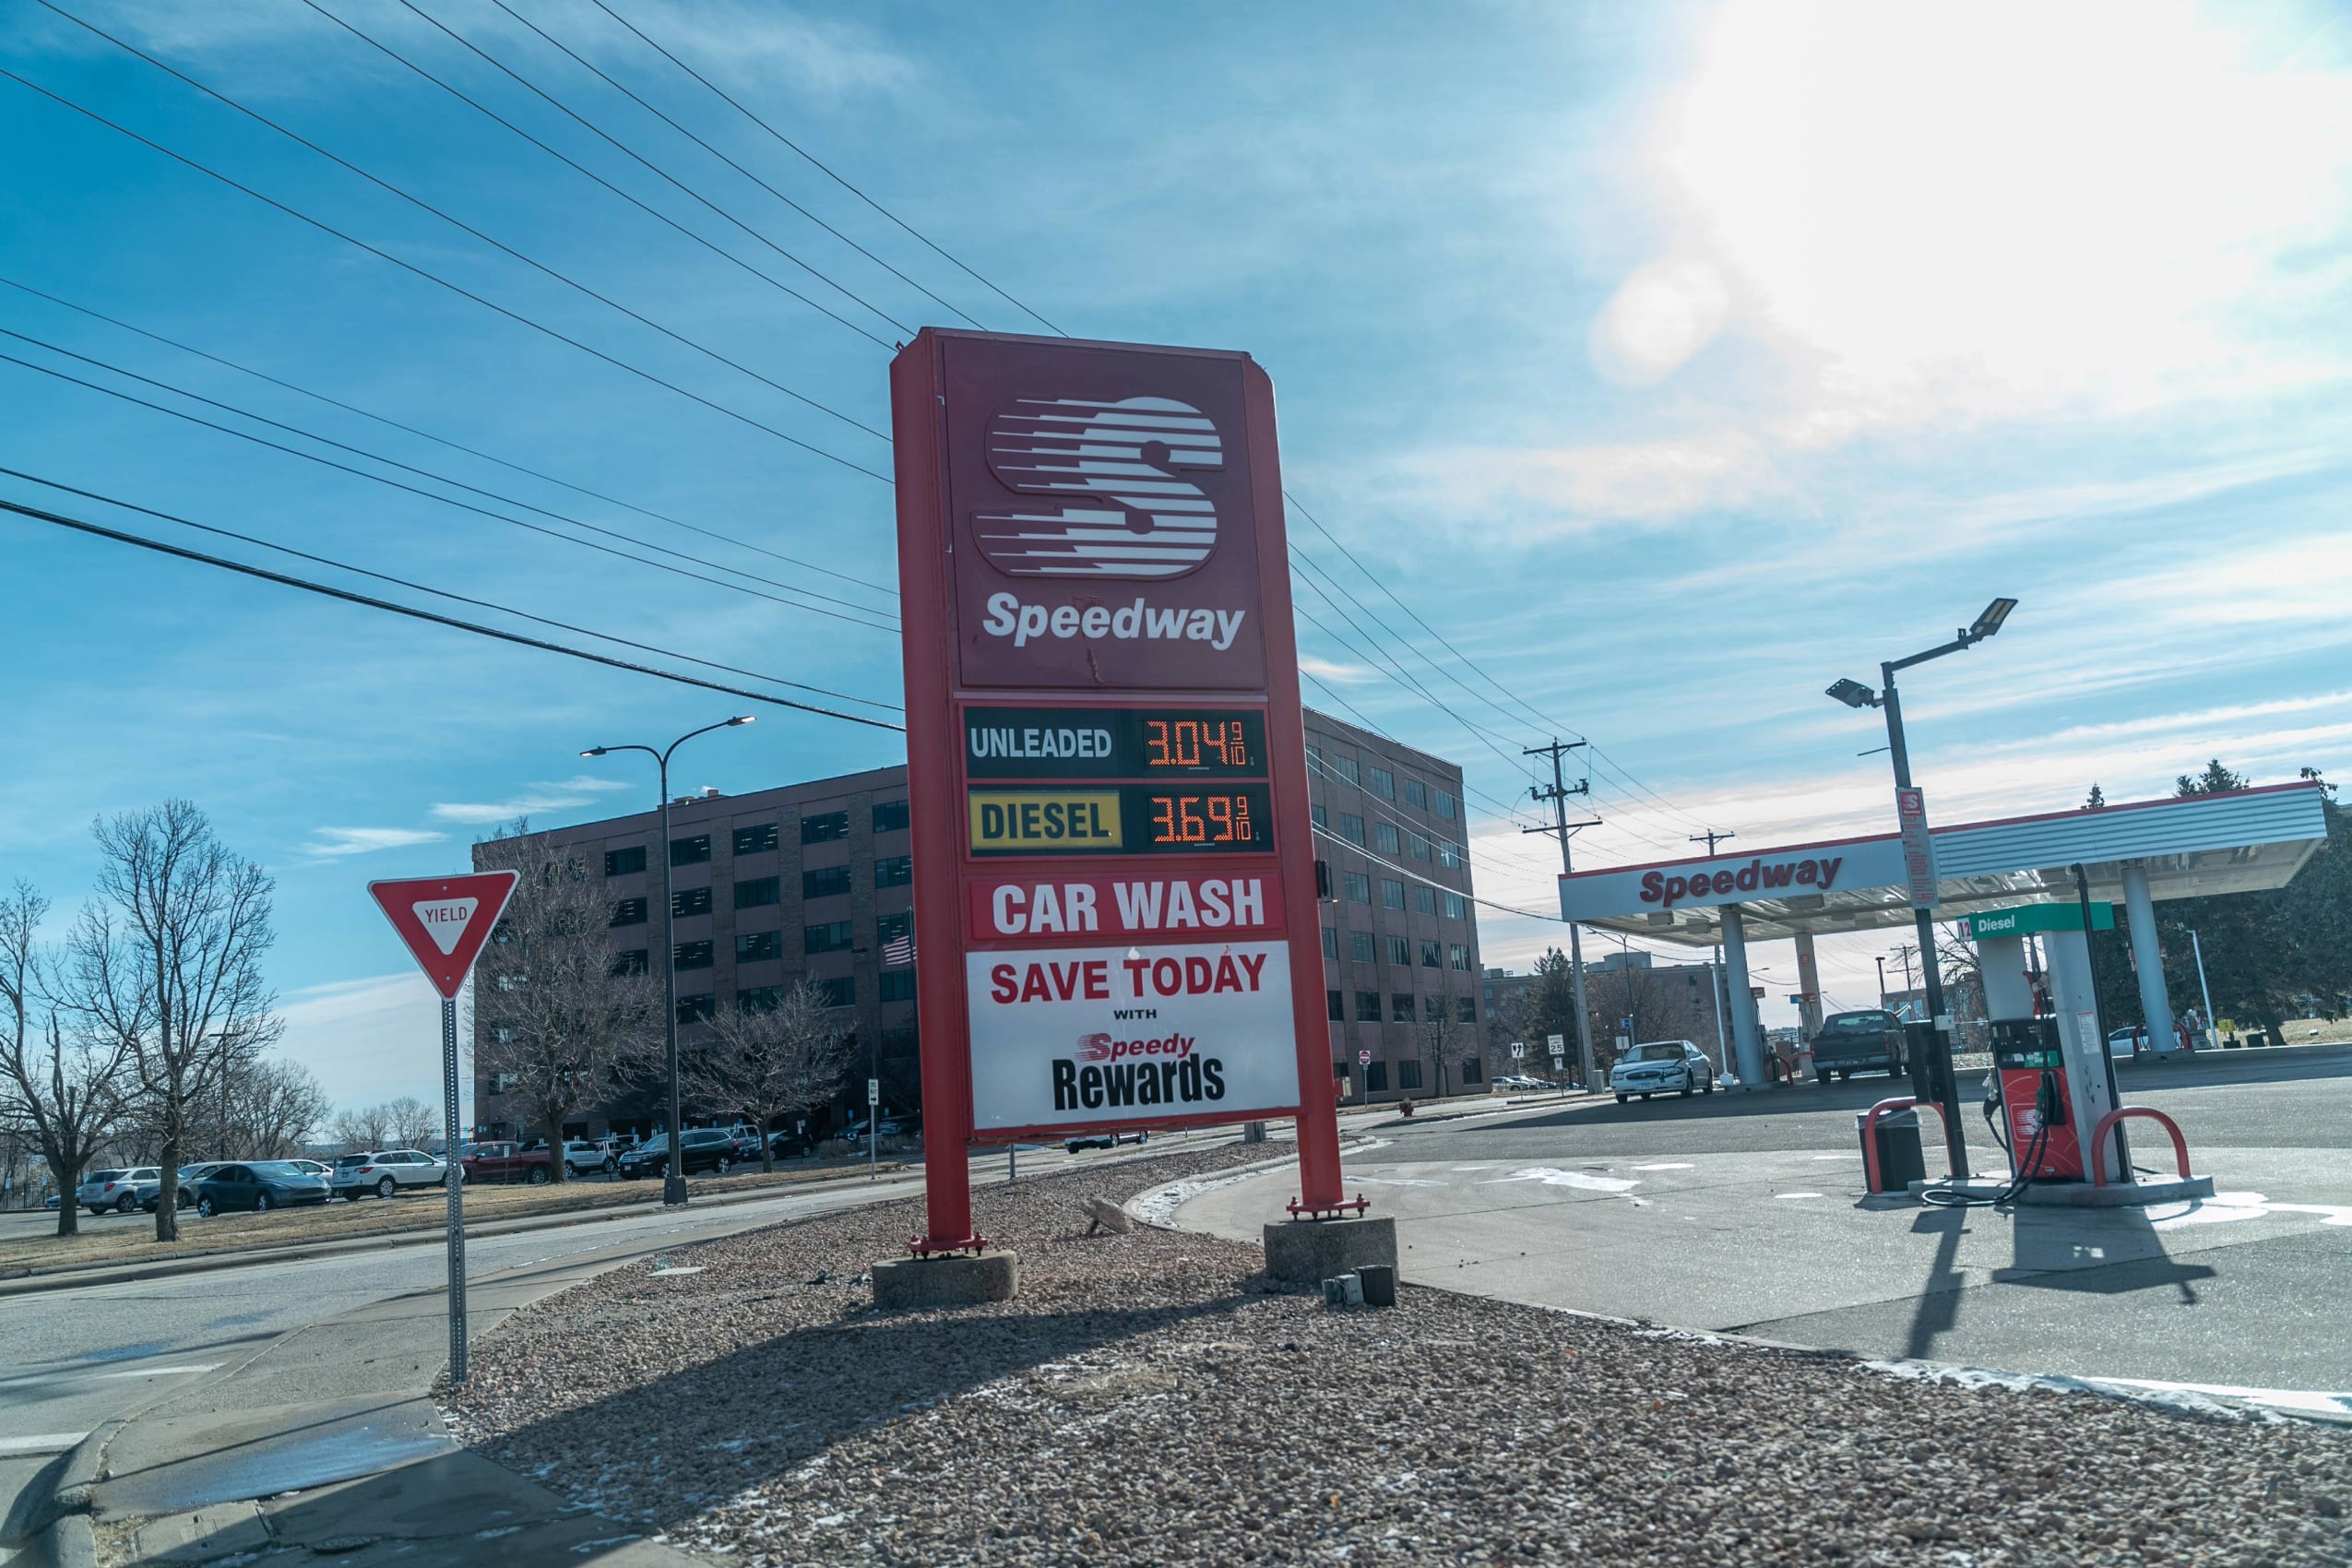 S
Speedway
UNLEADED 3.04 9/10
DIESEL 3.69 9/10
CAR WASH
SAVE TODAY
WITH
Speedy
Rewards
YIELD
Speedway
12 Diesel
25